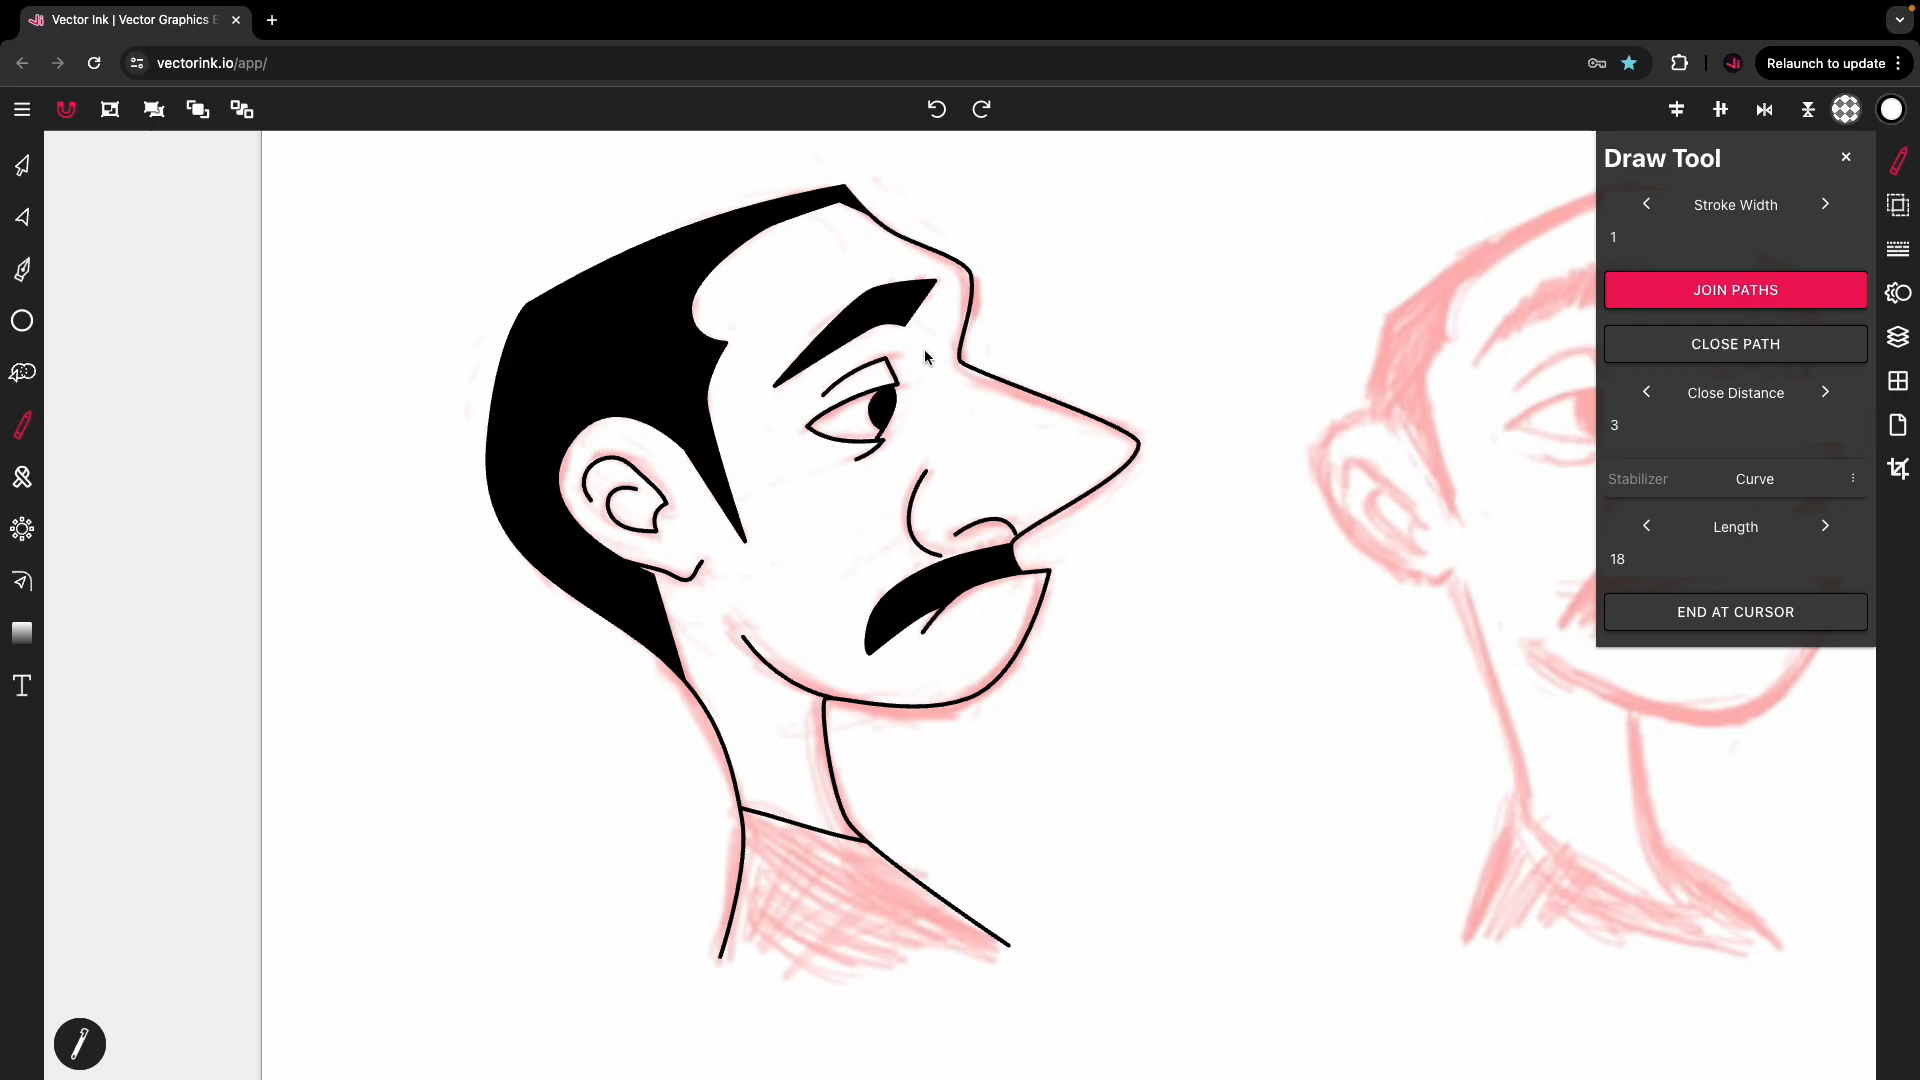 Vector Ink | Vector Graphics E
vectorink.io/app/
Relaunch to update
Draw Tool
Stroke Width
1
JOIN PATHS
CLOSE PATH
Close Distance
3
Stabilizer Curve
Length
18
END AT CURSOR